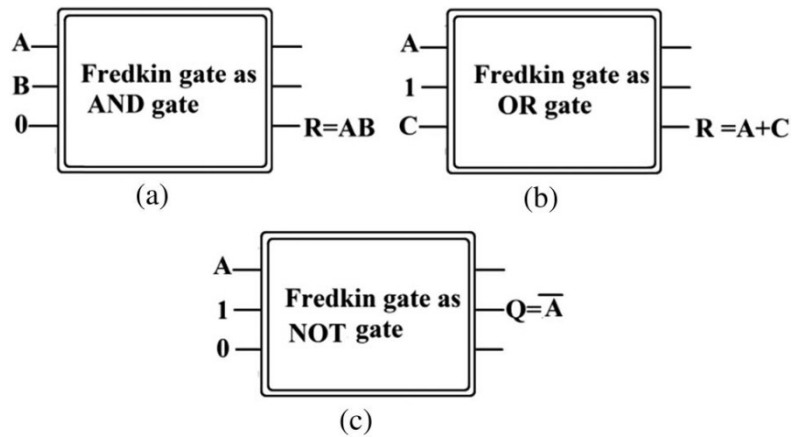 A
B
0
Fredkin gate as
AND gate
R=AB
(a)
A
1
C
Fredkin gate as
OR gate
R =A+C
(b)
A
1
0
Fredkin gate as
NOT gate
Q=A̅
(c)